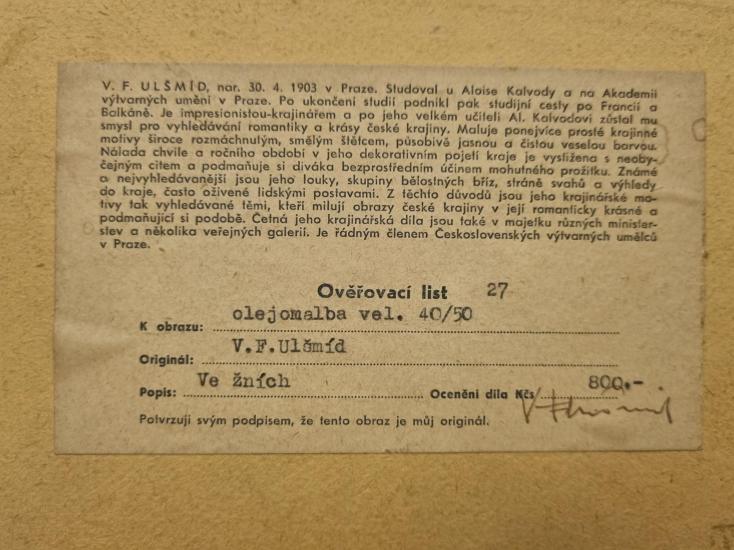 V. F. ULŠMÍD, nar. 30. 4. 1903 v Praze. Studoval u Aloise Kalvody a na Akademii
výtvarných umění v Praze. Po ukončení studií podnikl pak studijní cesty po Francii a
Balkáně. Je impresionistou-krajinářem a po jeho velkém učiteli Al. Kalvodovi zůstal mu
smysl pro vyhledávání romantiky a krásy české krajiny. Maluje ponejvíce prosté krajinné
motivy široce rozmáchnutým, smělým štětcem, působivě jasnou a čistou veselou barvou.
Nálada chvíle a ročního období v jeho dekorativním pojetí kraje je vystižena s neoby-
čejným citem a podmaňuje si diváka bezprostředním účinem mohutného prožitku. Známé
a nejvyhledávanější jsou jeho louky, skupiny bělostných bříz, stráně svahů a výhledy
do kraje, často oživené lidskými postavami. Z těchto důvodů jsou jeho krajinářské mo-
tivy tak vyhledávané těmi, kteří milují obrazy české krajiny v její romanticky krásné a
podmaňující si podobě. Četná jeho krajinářská díla jsou také v majetku různých minister-
stev a několika veřejných galerií. Je řádným členem Československých výtvarných umělců
v Praze.
Ověřovací list 27
K obrazu: olejomalba vel. 40/50
Originál: V.F.Ulšmíd
Popis: Ve žních Ocenění díla Kčs 800.-
Potvrzuji svým podpisem, že tento obraz je můj originál.